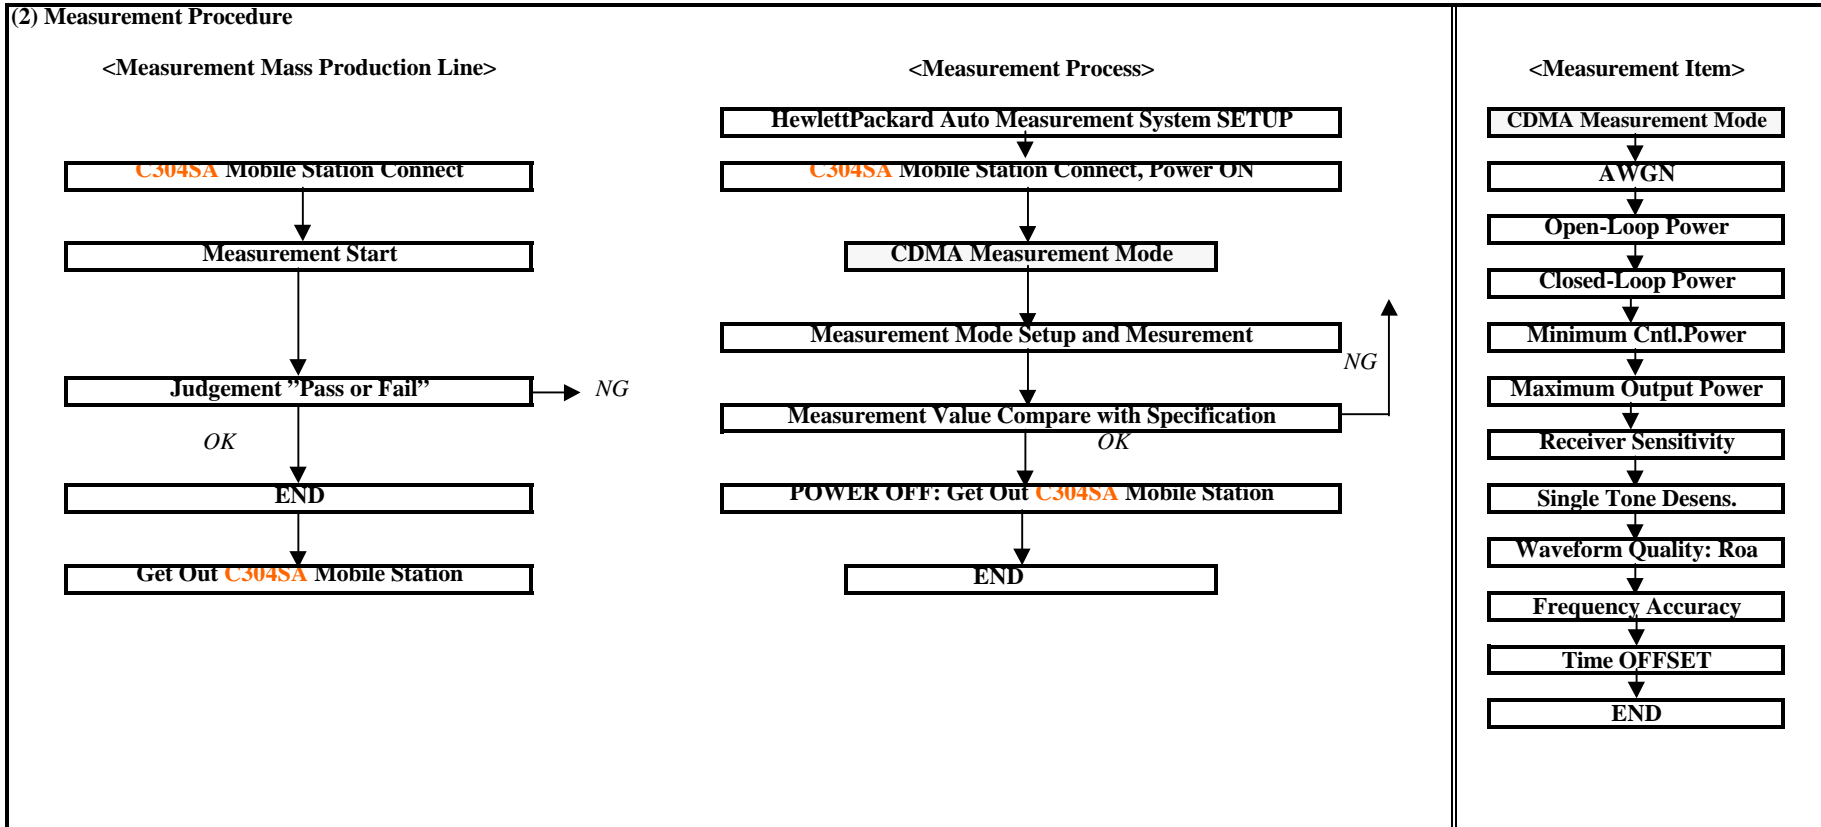 (2) Measurement Procedure
<Measurement Mass Production Line>
C304SA Mobile Station Connect
Measurement Start
Judgement ”Pass or Fail”
NG
OK
END
Get Out C304SA Mobile Station
<Measurement Process>
HewlettPackard Auto Measurement System SETUP
C304SA Mobile Station Connect, Power ON
CDMA Measurement Mode
Measurement Mode Setup and Mesurement
NG
Measurement Value Compare with Specification
OK
POWER OFF: Get Out C304SA Mobile Station
END
<Measurement Item>
CDMA Measurement Mode
AWGN
Open-Loop Power
Closed-Loop Power
Minimum Cntl.Power
Maximum Output Power
Receiver Sensitivity
Single Tone Desens.
Waveform Quality: Roa
Frequency Accuracy
Time OFFSET
END